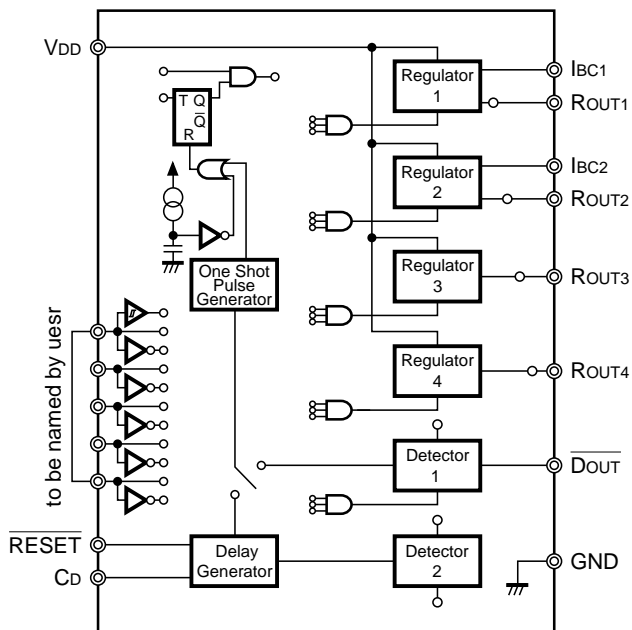 VDD
T Q
Q
R
One Shot
Pulse
Generator
to be named by uesr
RESET
CD
Delay
Generator
Regulator
1
IBC1
ROUT1
Regulator
2
IBC2
ROUT2
Regulator
3
ROUT3
Regulator
4
ROUT4
Detector
1
DOUT
Detector
2
GND